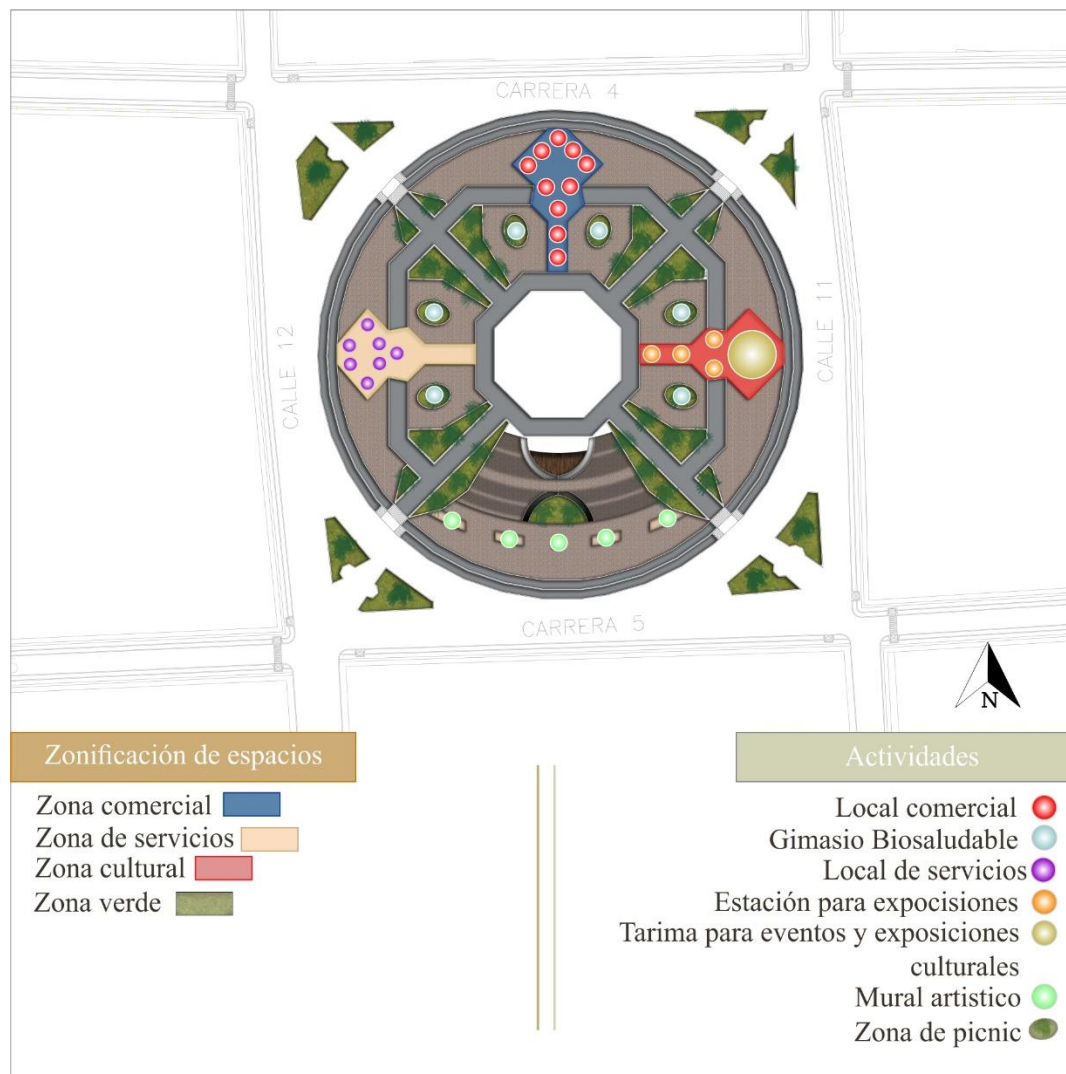 CARRERA 4
CALLE 12
CALLE 11
CARRERA 5
N
Zonificación de espacios
Zona comercial
Zona de servicios
Zona cultural
Zona verde
Actividades
Local comercial
Gimasio Biosaludable
Local de servicios
Estación para expocisiones
Tarima para eventos y exposiciones
culturales
Mural artistico
Zona de picnic